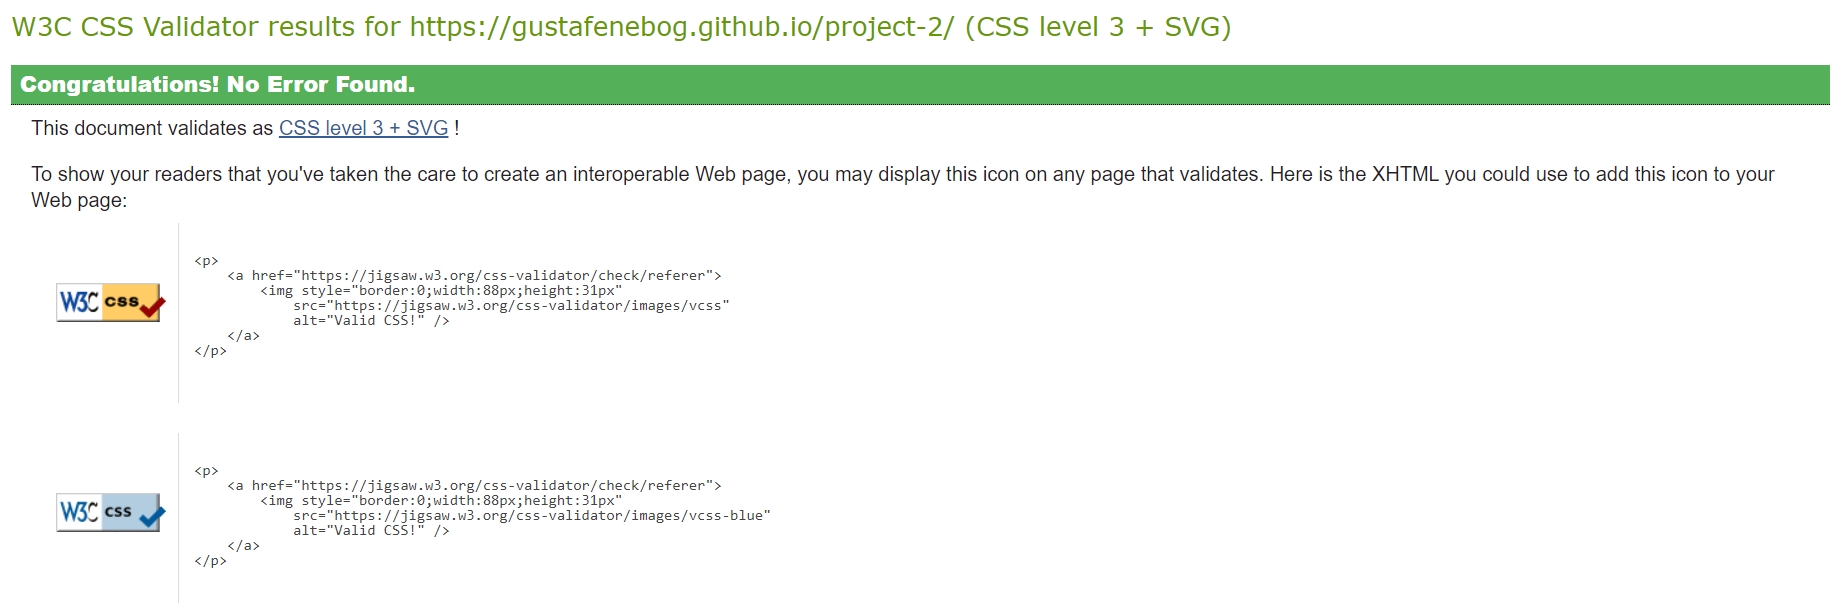 W3C CSS Validator results for https://gustafenebog.github.io/project-2/ (CSS level 3 + SVG)
Congratulations! No Error Found.
This document validates as CSS level 3 + SVG !
To show your readers that you've taken the care to create an interoperable Web page, you may display this icon on any page that validates. Here is the XHTML you could use to add this icon to your
Web page:
W3C css
<p>
    <a href="https://jigsaw.w3.org/css-validator/check/referer">
        <img style="border:0;width:88px;height:31px"
            src="https://jigsaw.w3.org/css-validator/images/vcss"
            alt="Valid CSS!" />
    </a>
</p>
W3C css
<p>
    <a href="https://jigsaw.w3.org/css-validator/check/referer">
        <img style="border:0;width:88px;height:31px"
            src="https://jigsaw.w3.org/css-validator/images/vcss-blue"
            alt="Valid CSS!" />
    </a>
</p>